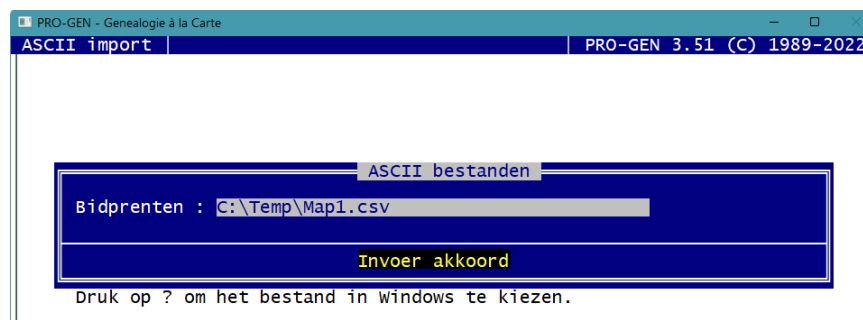 PRO-GEN - Genealogie à la Carte
ASCII import PRO-GEN 3.51 (C) 1989-2022
ASCII bestanden
Bidprenten : C:\Temp\Map1.csv
Invoer akkoord
Druk op ? om het bestand in Windows te kiezen.